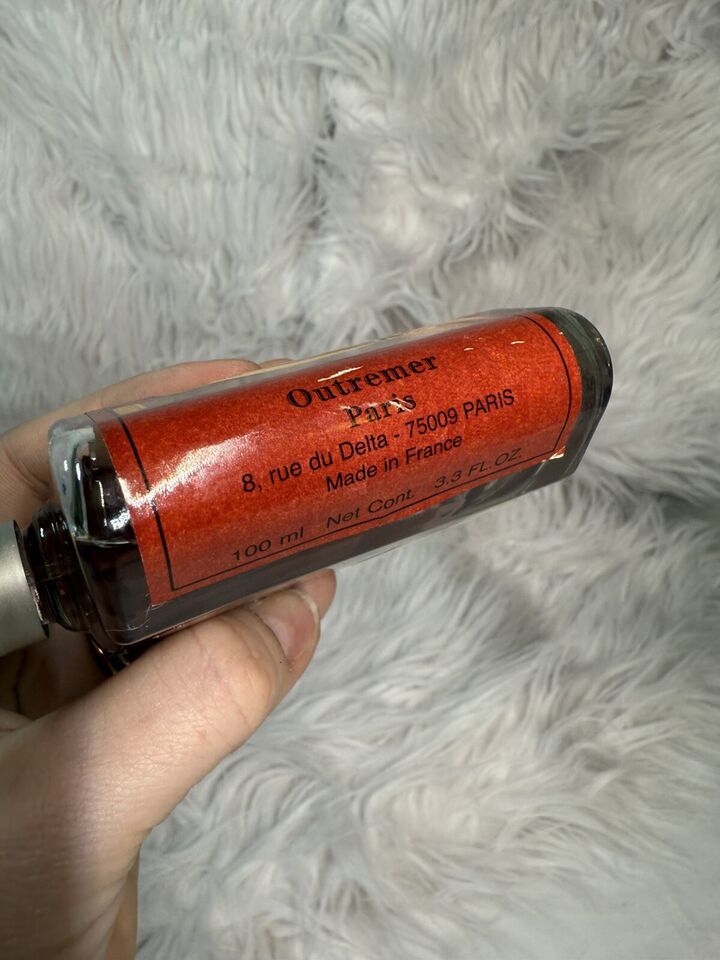 Outremer
Paris
8, rue du Delta - 75009 PARIS
Made in France
100 ml Net Cont. 3.3 FL.OZ.